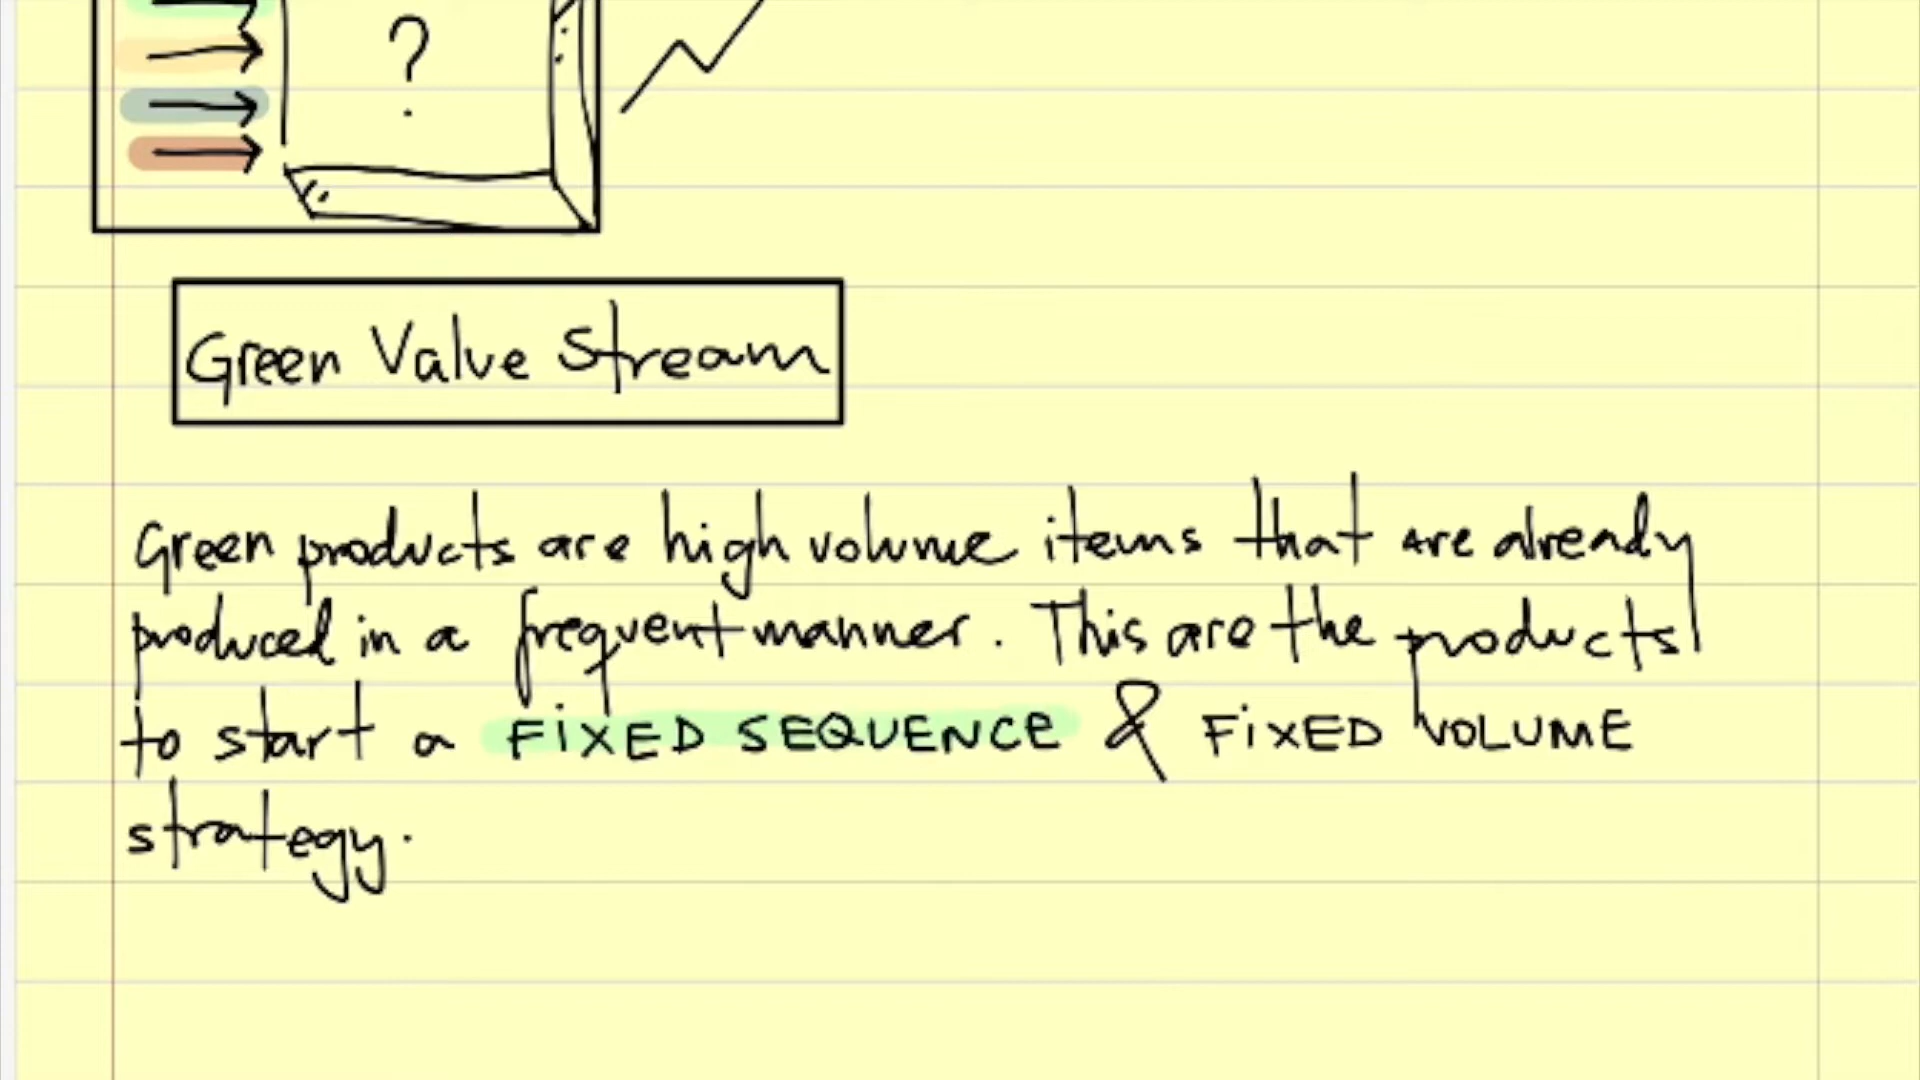 ?
Green Value Stream
Green products are high volume items that are already
produced in a frequent manner. This are the products
to start a FiXED SEQUENCE & FiXED VOLUME
strategy.